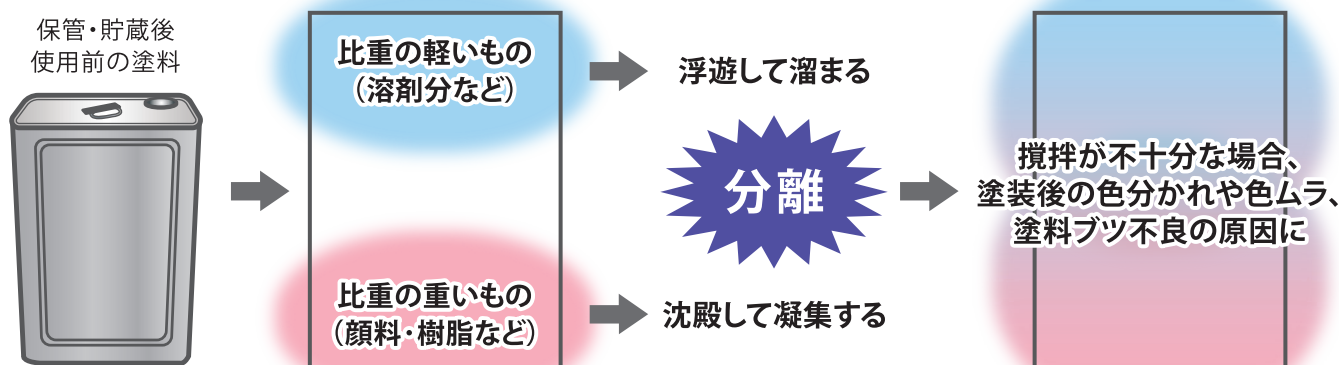 保管・貯蔵後
使用前の塗料
比重の軽いもの
（溶剤分など）
浮遊して溜まる
分離
比重の重いもの
（顔料・樹脂など）
沈殿して凝集する
撹拌が不十分な場合、
塗装後の色分かれや色ムラ、
塗料ブツ不良の原因に